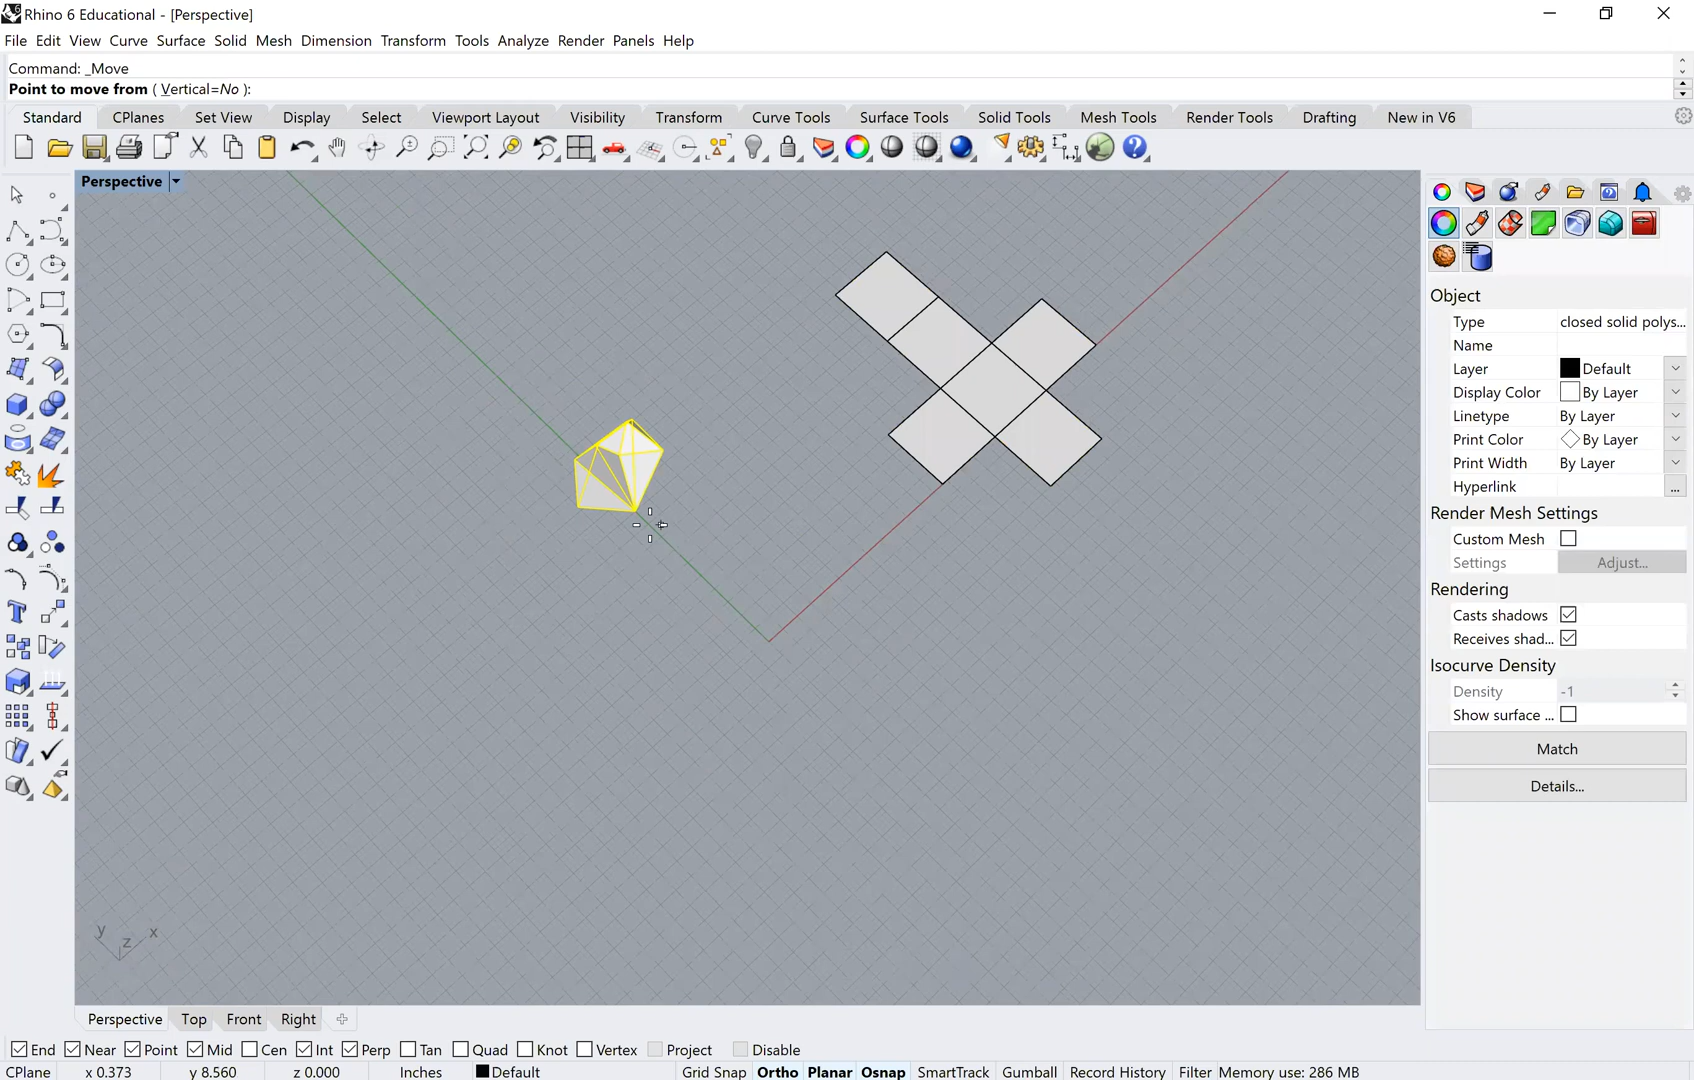 Rhino 6 Educational - [Perspective]
File Edit View Curve Surface Solid Mesh Dimension Transform Tools Analyze Render Panels Help
Command: _Move
Point to move from ( Vertical=No ):
Standard CPlanes Set View Display Select Viewport Layout Visibility Transform Curve Tools Surface Tools Solid Tools Mesh Tools Render Tools Drafting New in V6
Perspective
Object
Type closed solid polys...
Name
Layer Default
Display Color By Layer
Linetype By Layer
Print Color By Layer
Print Width By Layer
Hyperlink ...
Render Mesh Settings
Custom Mesh
Settings Adjust...
Rendering
Casts shadows
Receives shad...
Isocurve Density
Density -1
Show surface ...
Match
Details...
y z x
Perspective Top Front Right
End Near Point Mid Cen Int Perp Tan Quad Knot Vertex Project Disable
CPlane x 0.373 y 8.560 z 0.000 Inches Default Grid Snap Ortho Planar Osnap SmartTrack Gumball Record History Filter Memory use: 286 MB